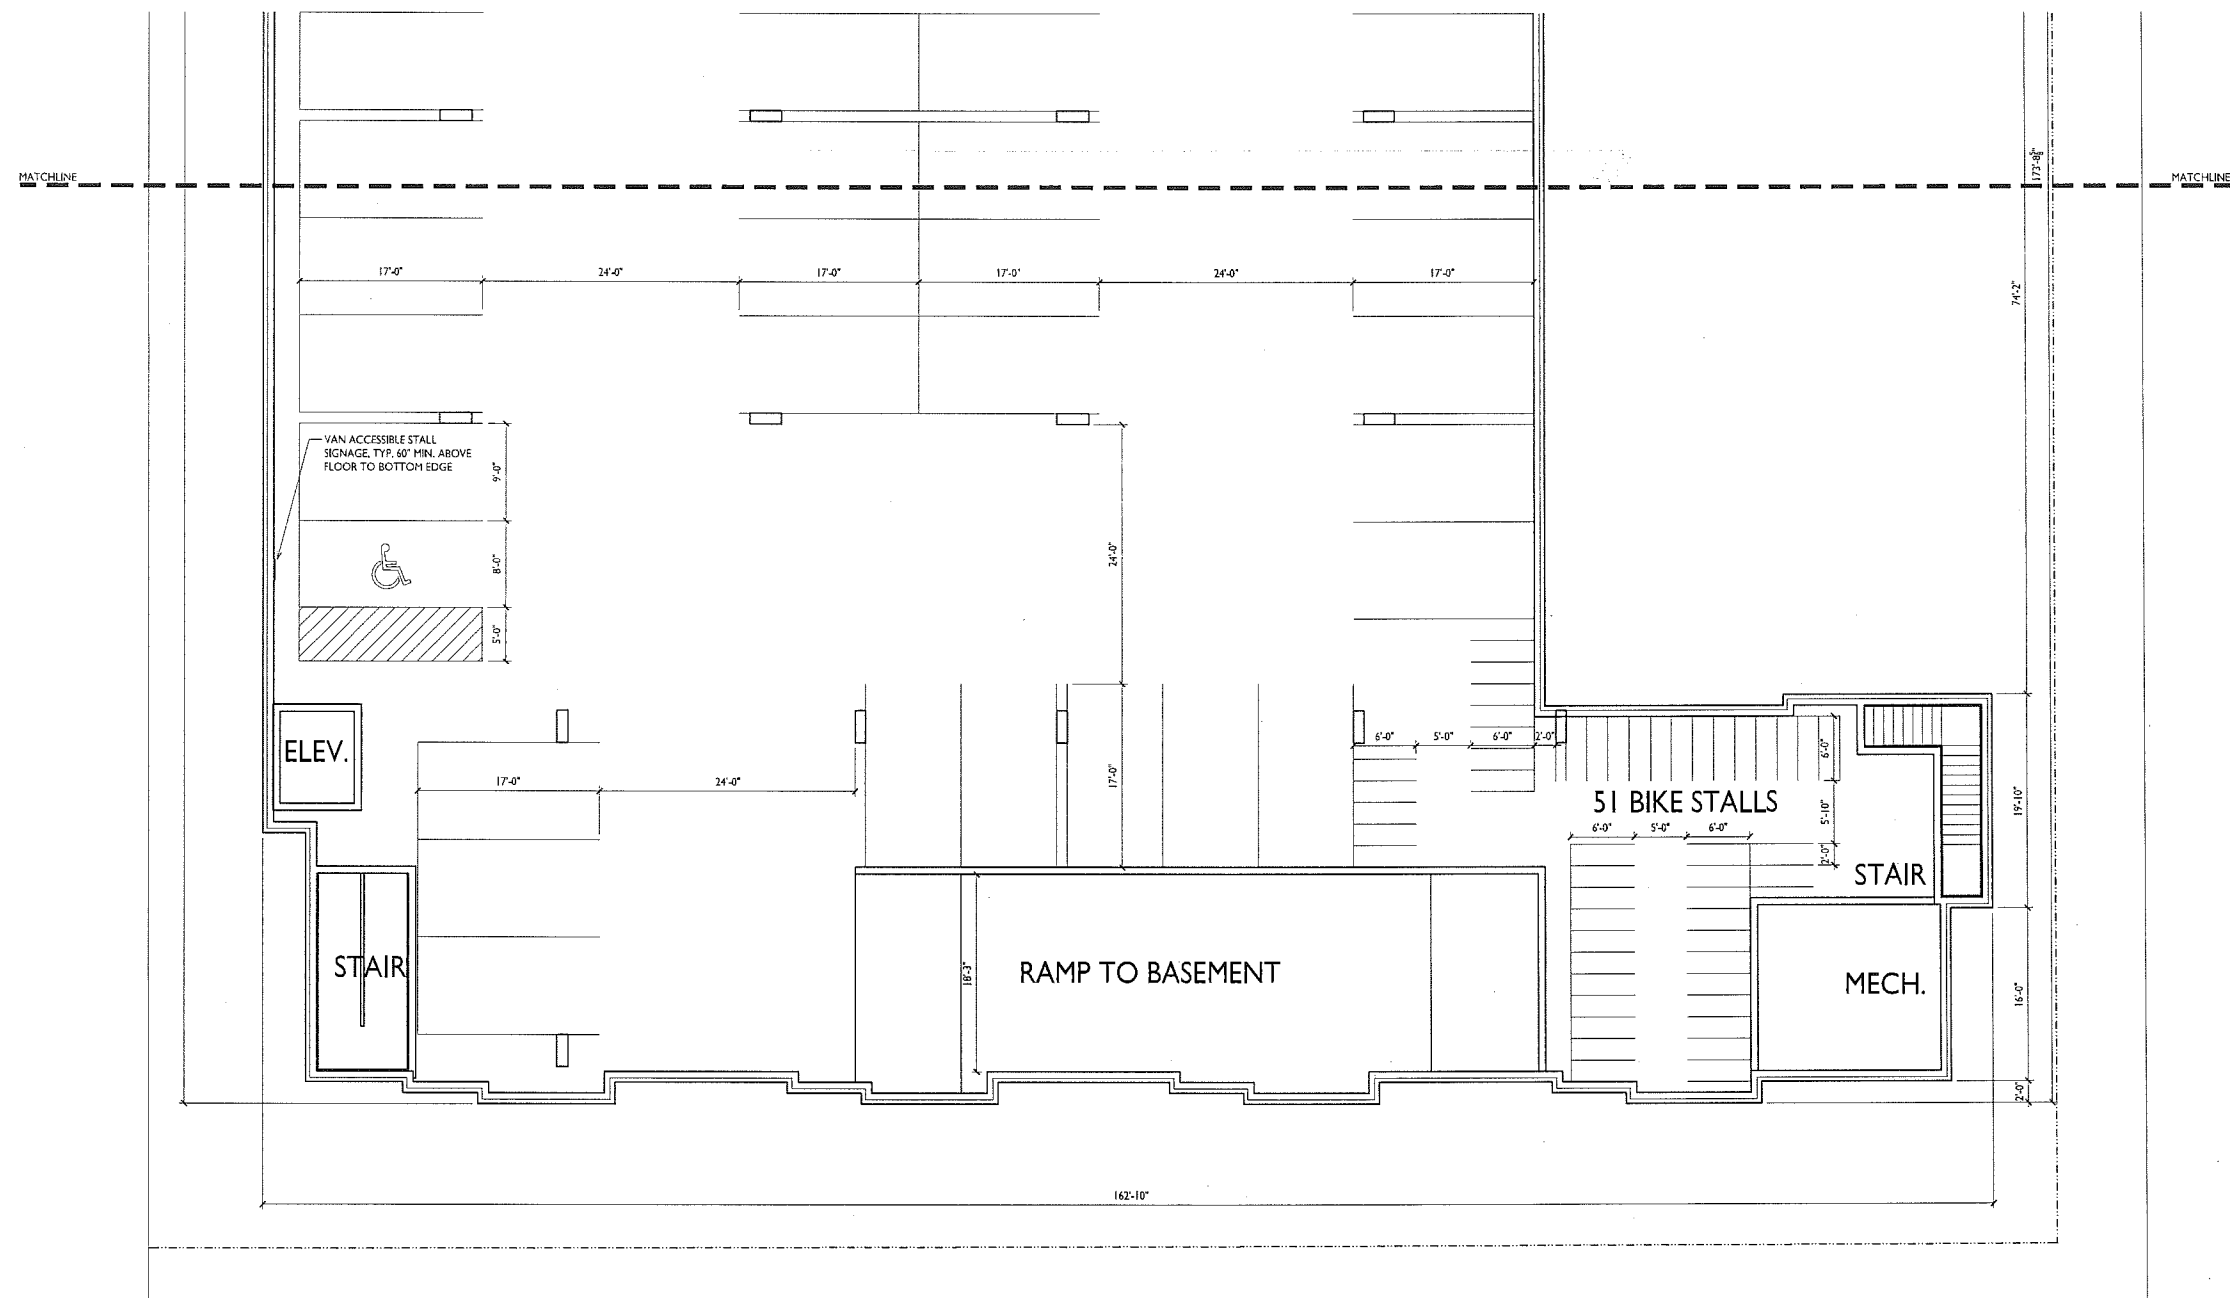 MATCHLINE
MATCHLINE
173'-8⅝"
17'-0"
24'-0"
17'-0"
17'-0"
24'-0"
17'-0"
74'-2"
VAN ACCESSIBLE STALL
SIGNAGE, TYP. 60" MIN. ABOVE
FLOOR TO BOTTOM EDGE
9'-0"
8'-0"
5'-0"
24'-0"
17'-0"
ELEV.
17'-0"
24'-0"
6'-0"
5'-0"
6'-0"
2'-0"
6'-0"
51 BIKE STALLS
5'-10"
19'-10"
6'-0"
5'-0"
6'-0"
2'-0"
STAIR
STAIR
18'-3"
RAMP TO BASEMENT
MECH.
16'-0"
2'-0"
162'-10"